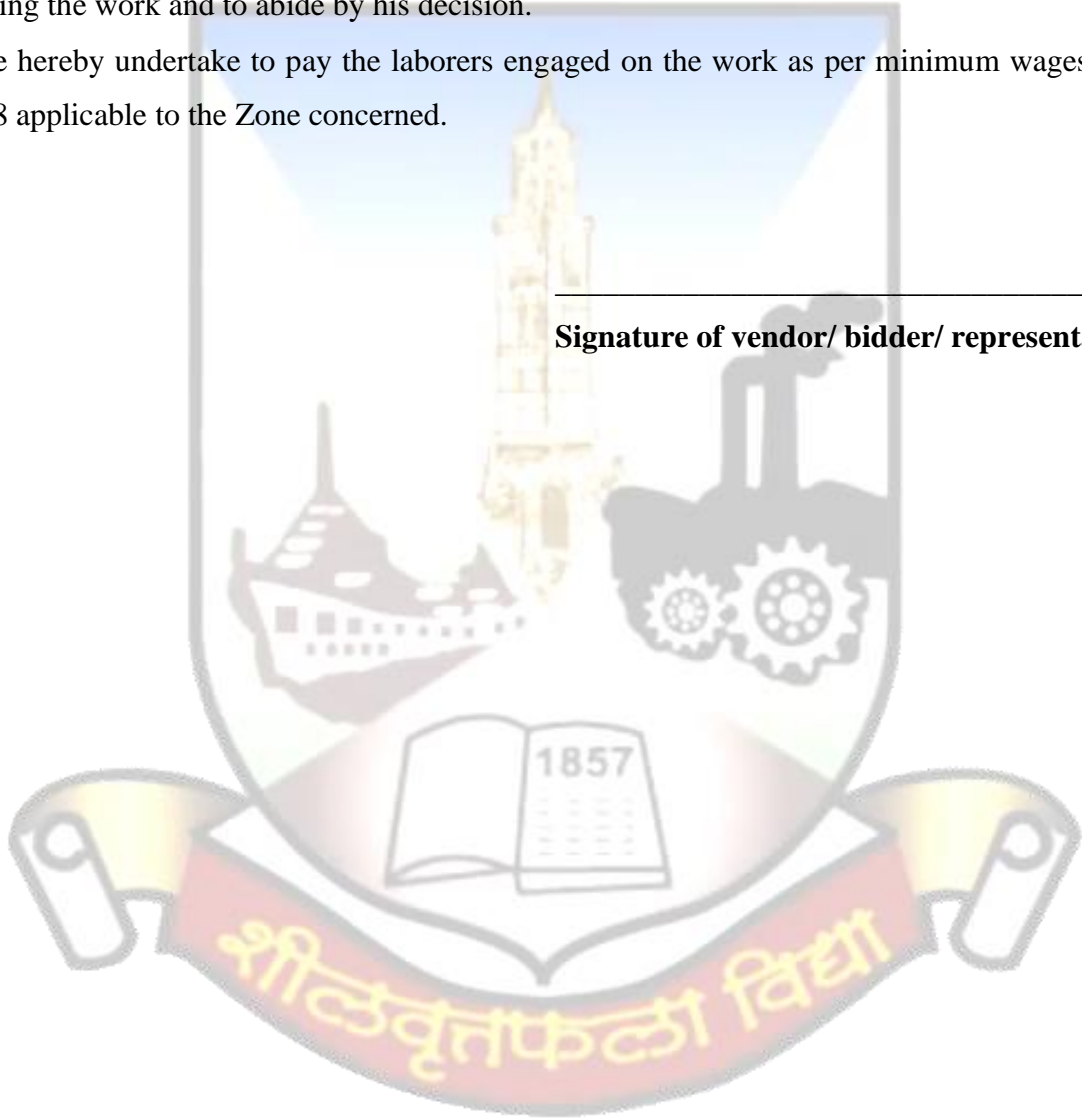 ing the work and to abide by his decision.
e hereby undertake to pay the laborers engaged on the work as per minimum wages
8 applicable to the Zone concerned.
Signature of vendor/ bidder/ represent
1857
शीलवृतफला विद्या